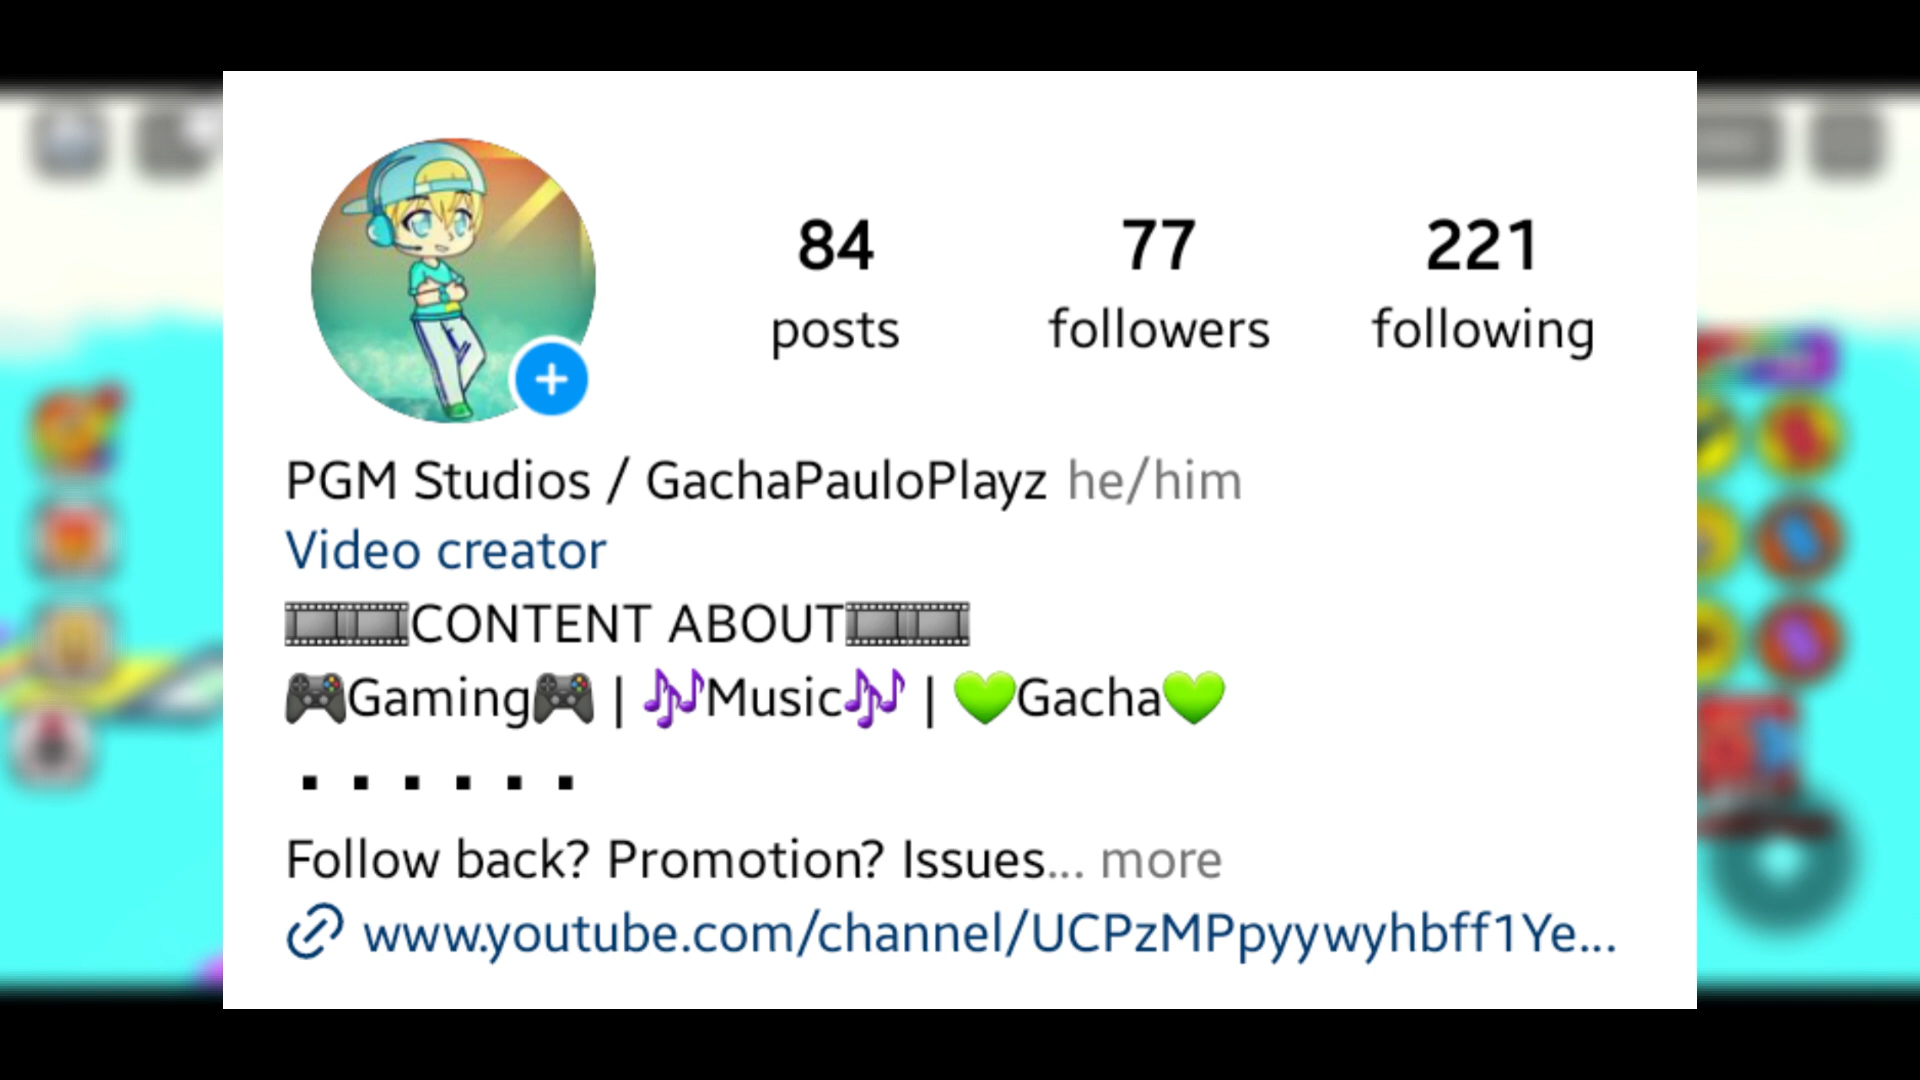 84 77 221
posts followers following
PGM Studios / GachaPauloPlayz he/him
Video creator
🎞️🎞️CONTENT ABOUT🎞️🎞️
🎮Gaming🎮 | 🎶Music🎶 | 💚Gacha💚
▪ ▪ ▪ ▪ ▪ ▪
Follow back? Promotion? Issues... more
www.youtube.com/channel/UCPzMPpyywyhbff1Ye...